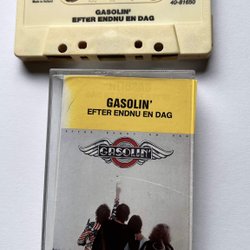 Made in Holland
GASOLIN'
40-81650
EFTER ENDNU EN DAG
GASOLIN'
EFTER ENDNU EN DAG
GASOLIN'